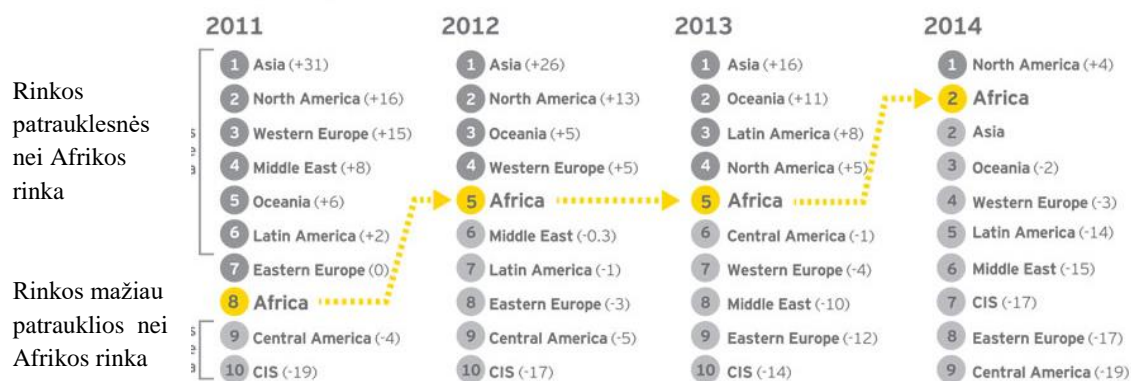 2011
2012
2013
2014
Rinkos
patrauklesnės
nei Afrikos
rinka
Rinkos mažiau
patrauklios nei
Afrikos rinka
1 Asia (+31)
2 North America (+16)
3 Western Europe (+15)
4 Middle East (+8)
5 Oceania (+6)
6 Latin America (+2)
7 Eastern Europe (0)
8 Africa
9 Central America (-4)
10 CIS (-19)
1 Asia (+26)
2 North America (+13)
3 Oceania (+5)
4 Western Europe (+5)
5 Africa
6 Middle East (-0.3)
7 Latin America (-1)
8 Eastern Europe (-3)
9 Central America (-5)
10 CIS (-17)
1 Asia (+16)
2 Oceania (+11)
3 Latin America (+8)
4 North America (+5)
5 Africa
6 Central America (-1)
7 Western Europe (-4)
8 Middle East (-10)
9 Eastern Europe (-12)
10 CIS (-14)
1 North America (+4)
2 Africa
2 Asia
3 Oceania (-2)
4 Western Europe (-3)
5 Latin America (-14)
6 Middle East (-15)
7 CIS (-17)
8 Eastern Europe (-17)
9 Central America (-19)